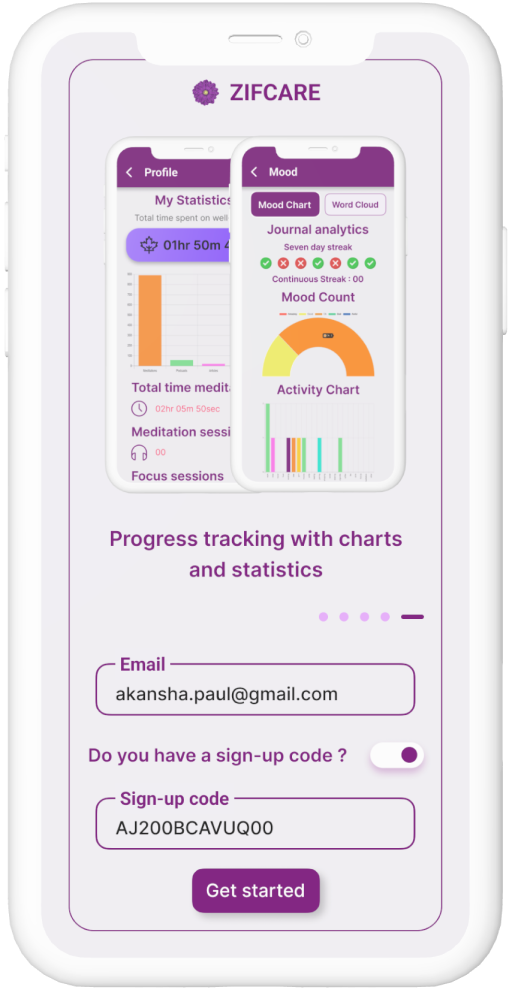 ZIFCARE
Profile
My Statistics
Total time spent on well
01hr 50m 4
Total time medit
02hr 05m 50sec
Meditation sessi
00
Focus sessions
Mood
Mood Chart
Word Cloud
Journal analytics
Seven day streak
Continuous Streak : 00
Mood Count
Activity Chart
Progress tracking with charts
and statistics
Email
akansha.paul@gmail.com
Do you have a sign-up code ?
Sign-up code
AJ200BCAVUQ00
Get started